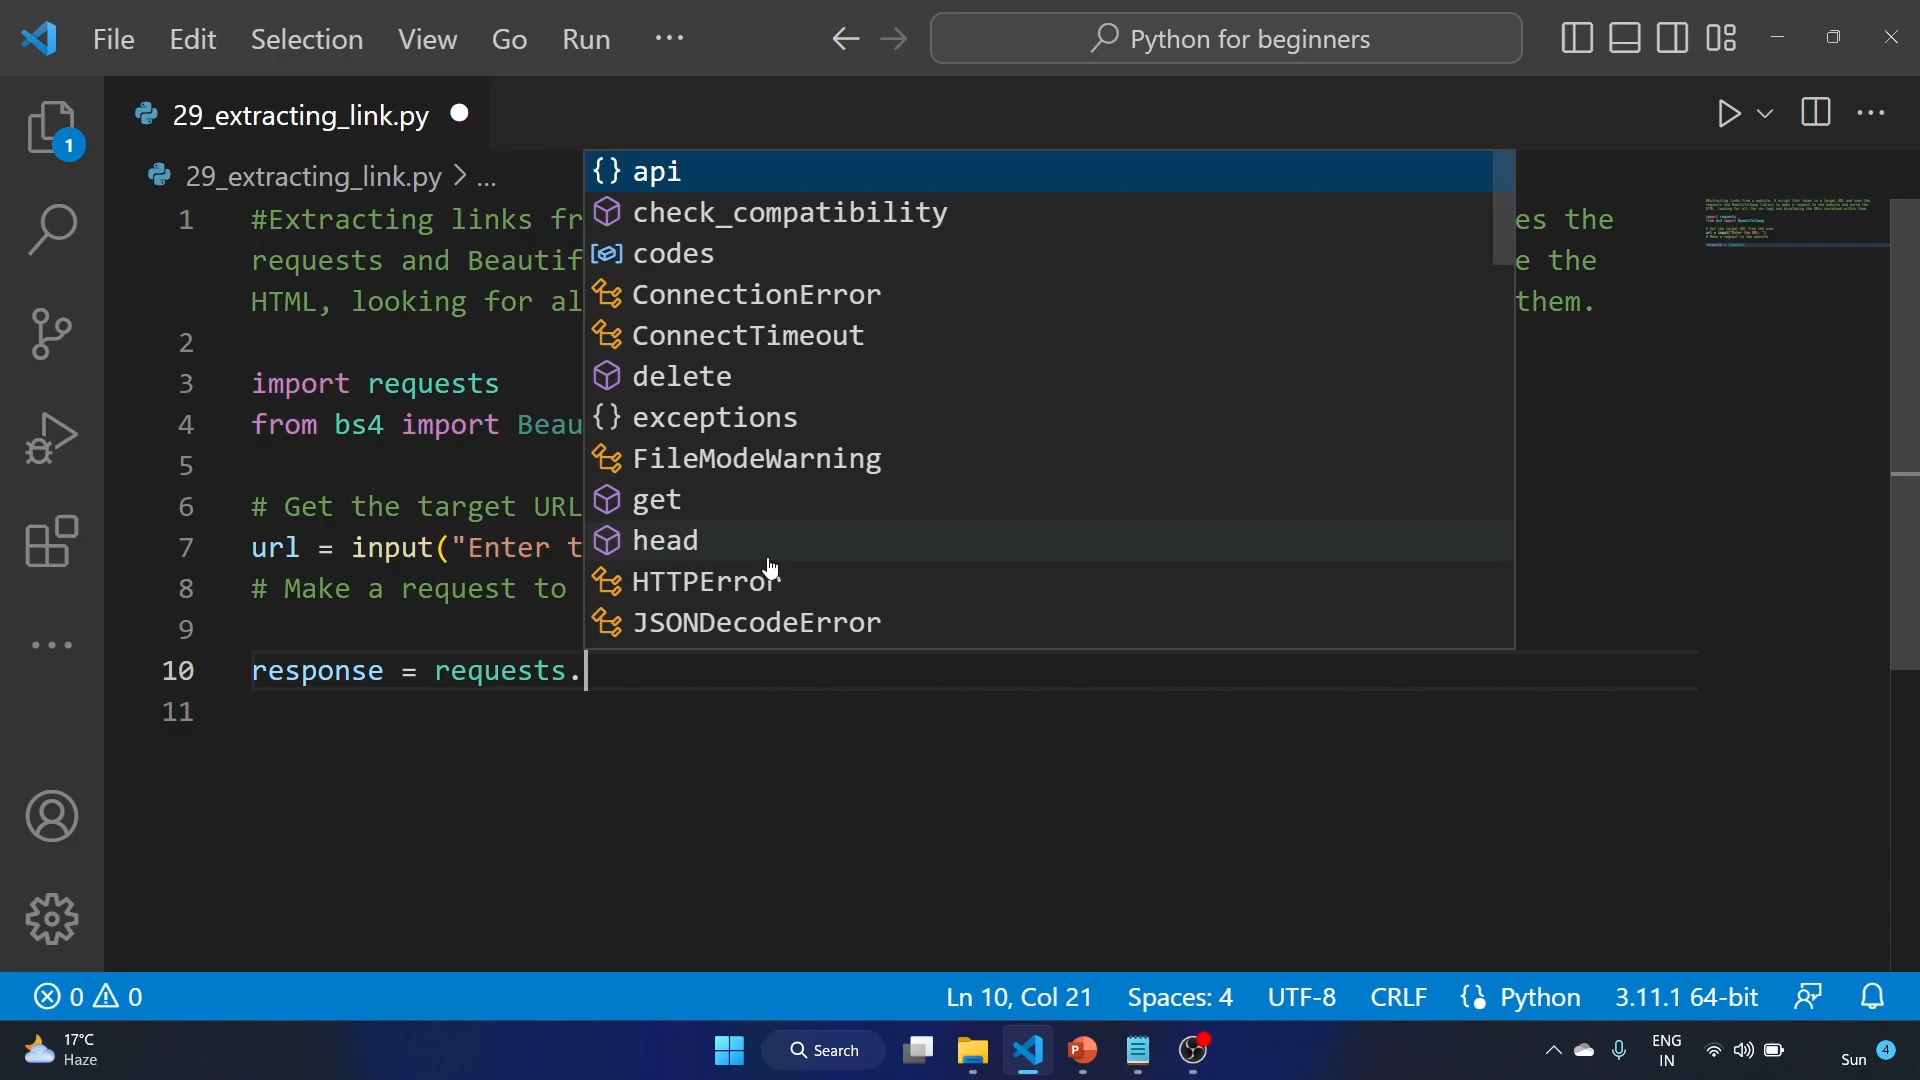 File Edit Selection View Go Run ...
Python for beginners
29_extracting_link.py
1
29_extracting_link.py > ...
1 #Extracting links fr es the
requests and Beautif e the
HTML, looking for al them.
2
3 import requests
4 from bs4 import Beau
5
6 # Get the target URL
7 url = input("Enter t
8 # Make a request to
9
10 response = requests.
11
{} api
check_compatibility
codes
ConnectionError
ConnectTimeout
delete
{} exceptions
FileModeWarning
get
head
HTTPError
JSONDecodeError
0 0 Ln 10, Col 21 Spaces: 4 UTF-8 CRLF Python 3.11.1 64-bit
17°C
Haze
Search
P
ENG
IN
Sun 4